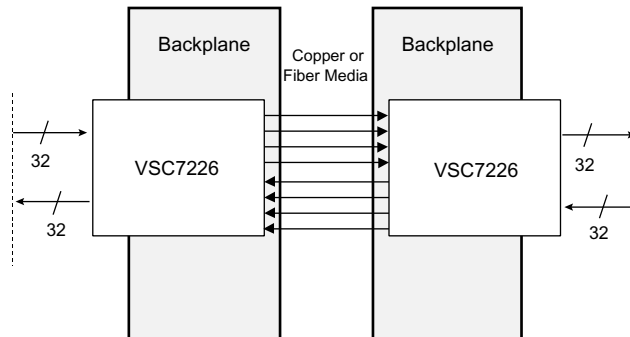 Backplane
Copper or
Fiber Media
Backplane
32
32
VSC7226
VSC7226
32
32